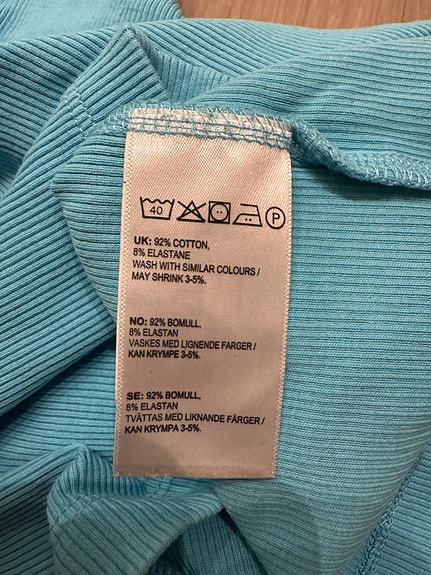 40 P
UK: 92% COTTON,
8% ELASTANE
WASH WITH SIMILAR COLOURS /
MAY SHRINK 3-5%.
NO: 92% BOMULL,
8% ELASTAN
VASKES MED LIGNENDE FARGER /
KAN KRYMPE 3-5%.
SE: 92% BOMULL,
8% ELASTAN
TVÄTTAS MED LIKNANDE FÄRGER /
KAN KRYMPA 3-5%.